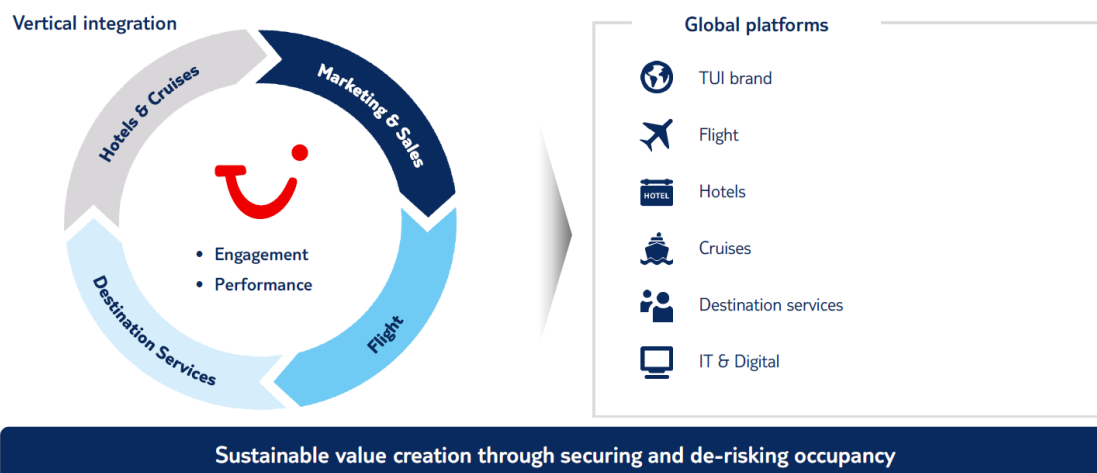 Vertical integration
Hotels & Cruises
Marketing & Sales
Flight
Destination Services
• Engagement
• Performance
Global platforms
TUI brand
Flight
HOTEL
Hotels
Cruises
Destination services
IT & Digital
Sustainable value creation through securing and de-risking occupancy